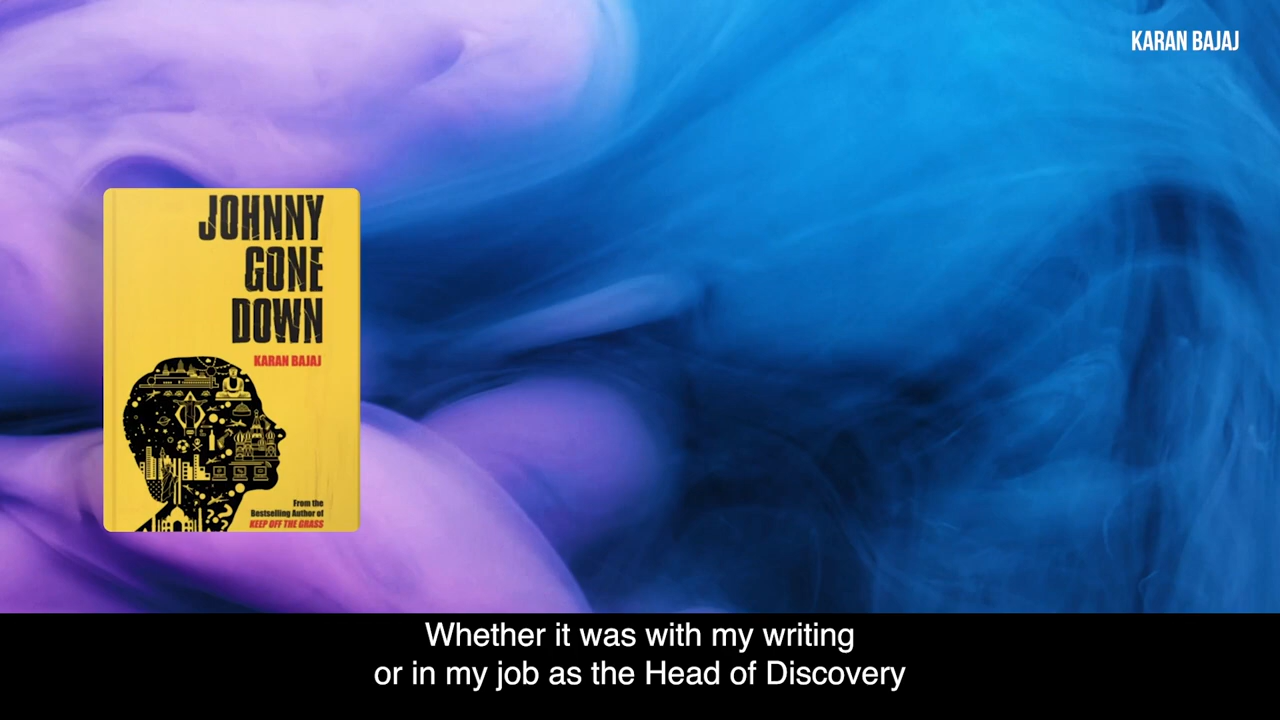 KARAN BAJAJ
JOHNNY
GONE
DOWN
KARAN BAJAJ
From the
Bestselling Author of
KEEP OFF THE GRASS
Whether it was with my writing
or in my job as the Head of Discovery